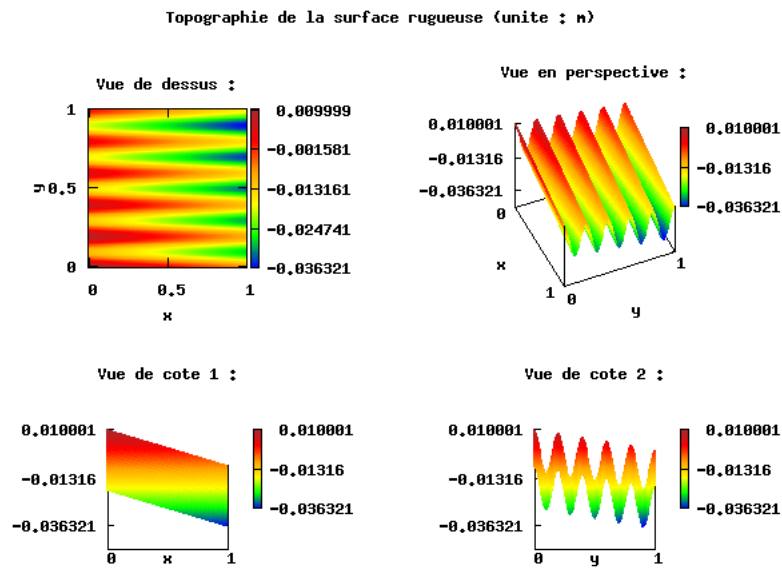 Topographie de la surface rugueuse (unite : m)
Vue de dessus :
1
y 0.5
0
0 0.5 1
x
0.009999
-0.001581
-0.013161
-0.024741
-0.036321
Vue en perspective :
0.010001
-0.01316
-0.036321
0
x
1
0
y
1
0.010001
-0.01316
-0.036321
Vue de cote 1 :
0.010001
-0.01316
-0.036321
0 x 1
0.010001
-0.01316
-0.036321
Vue de cote 2 :
0.010001
-0.01316
-0.036321
0 y 1
0.010001
-0.01316
-0.036321